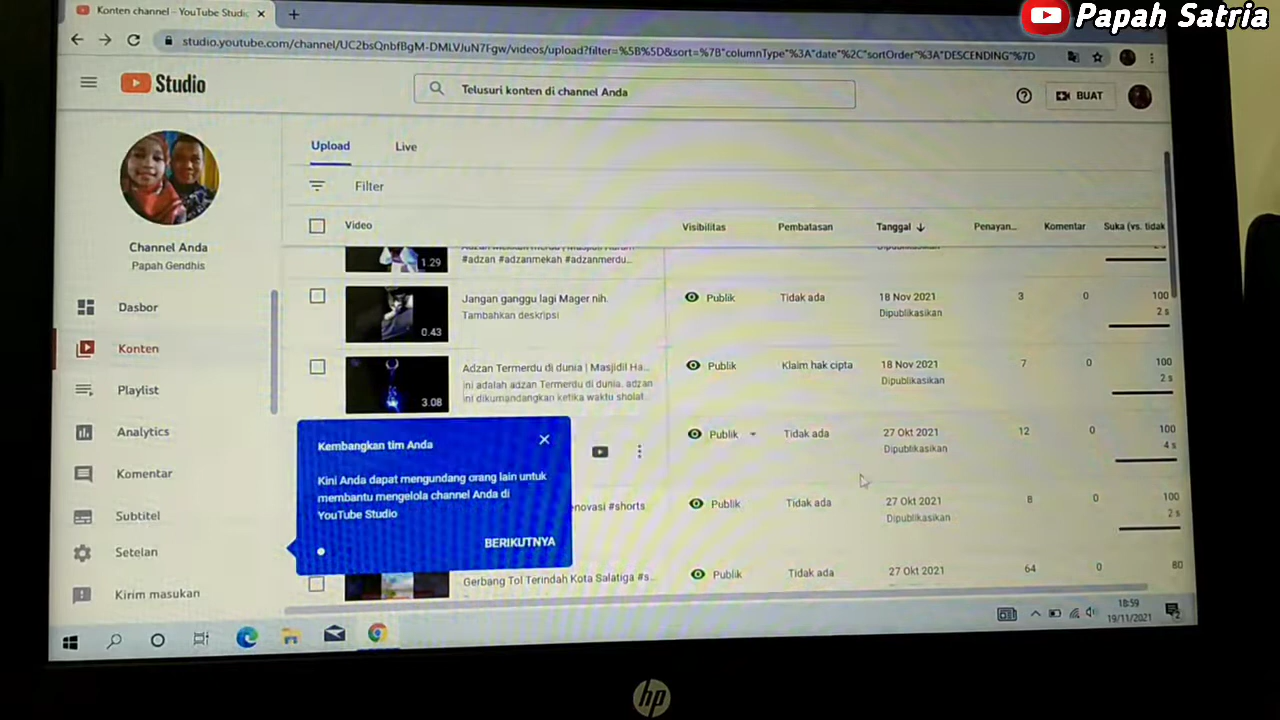 Papah Satria
Konten channel - YouTube Studio
studio.youtube.com/channel/UC2bsQnbfBgM-DMLVJuN7Fgw/videos/upload?filter=%5B%5D&sort=%7B"columnType"%3A"date"%2C"sortOrder"%3A"DESCENDING"%7D
Studio
Telusuri konten di channel Anda
BUAT
Channel Anda
Papah Gendhis
Dasbor
Konten
Playlist
Analytics
Komentar
Subtitel
Setelan
Kirim masukan
Upload Live
Filter
Video Visibilitas Pembatasan Tanggal Penayan... Komentar Suka (vs. tidak
1.29 #adzan #adzanmekah #adzanmerdu...
Jangan ganggu lagi Mager nih. Publik Tidak ada 18 Nov 2021 3 0 100
0.43 Tambahkan deskripsi Dipublikasikan 2 s
Adzan Termerdu di dunia | Masjidil Ha... Publik Klaim hak cipta 18 Nov 2021 7 0 100
3.08 ini adalah adzan Termerdu di dunia. adzan Dipublikasikan 2 s
ini dikumandangkan ketika waktu sholat
Publik Tidak ada 27 Okt 2021 12 0 100
Dipublikasikan 4 s
novasi #shorts Publik Tidak ada 27 Okt 2021 8 0 100
Dipublikasikan 2 s
Gerbang Tol Terindah Kota Salatiga #s... Publik Tidak ada 27 Okt 2021 64 0 80
Kembangkan tim Anda
Kini Anda dapat mengundang orang lain untuk
membantu mengelola channel Anda di
YouTube Studio
BERIKUTNYA
18:59
19/11/2021
2
hp